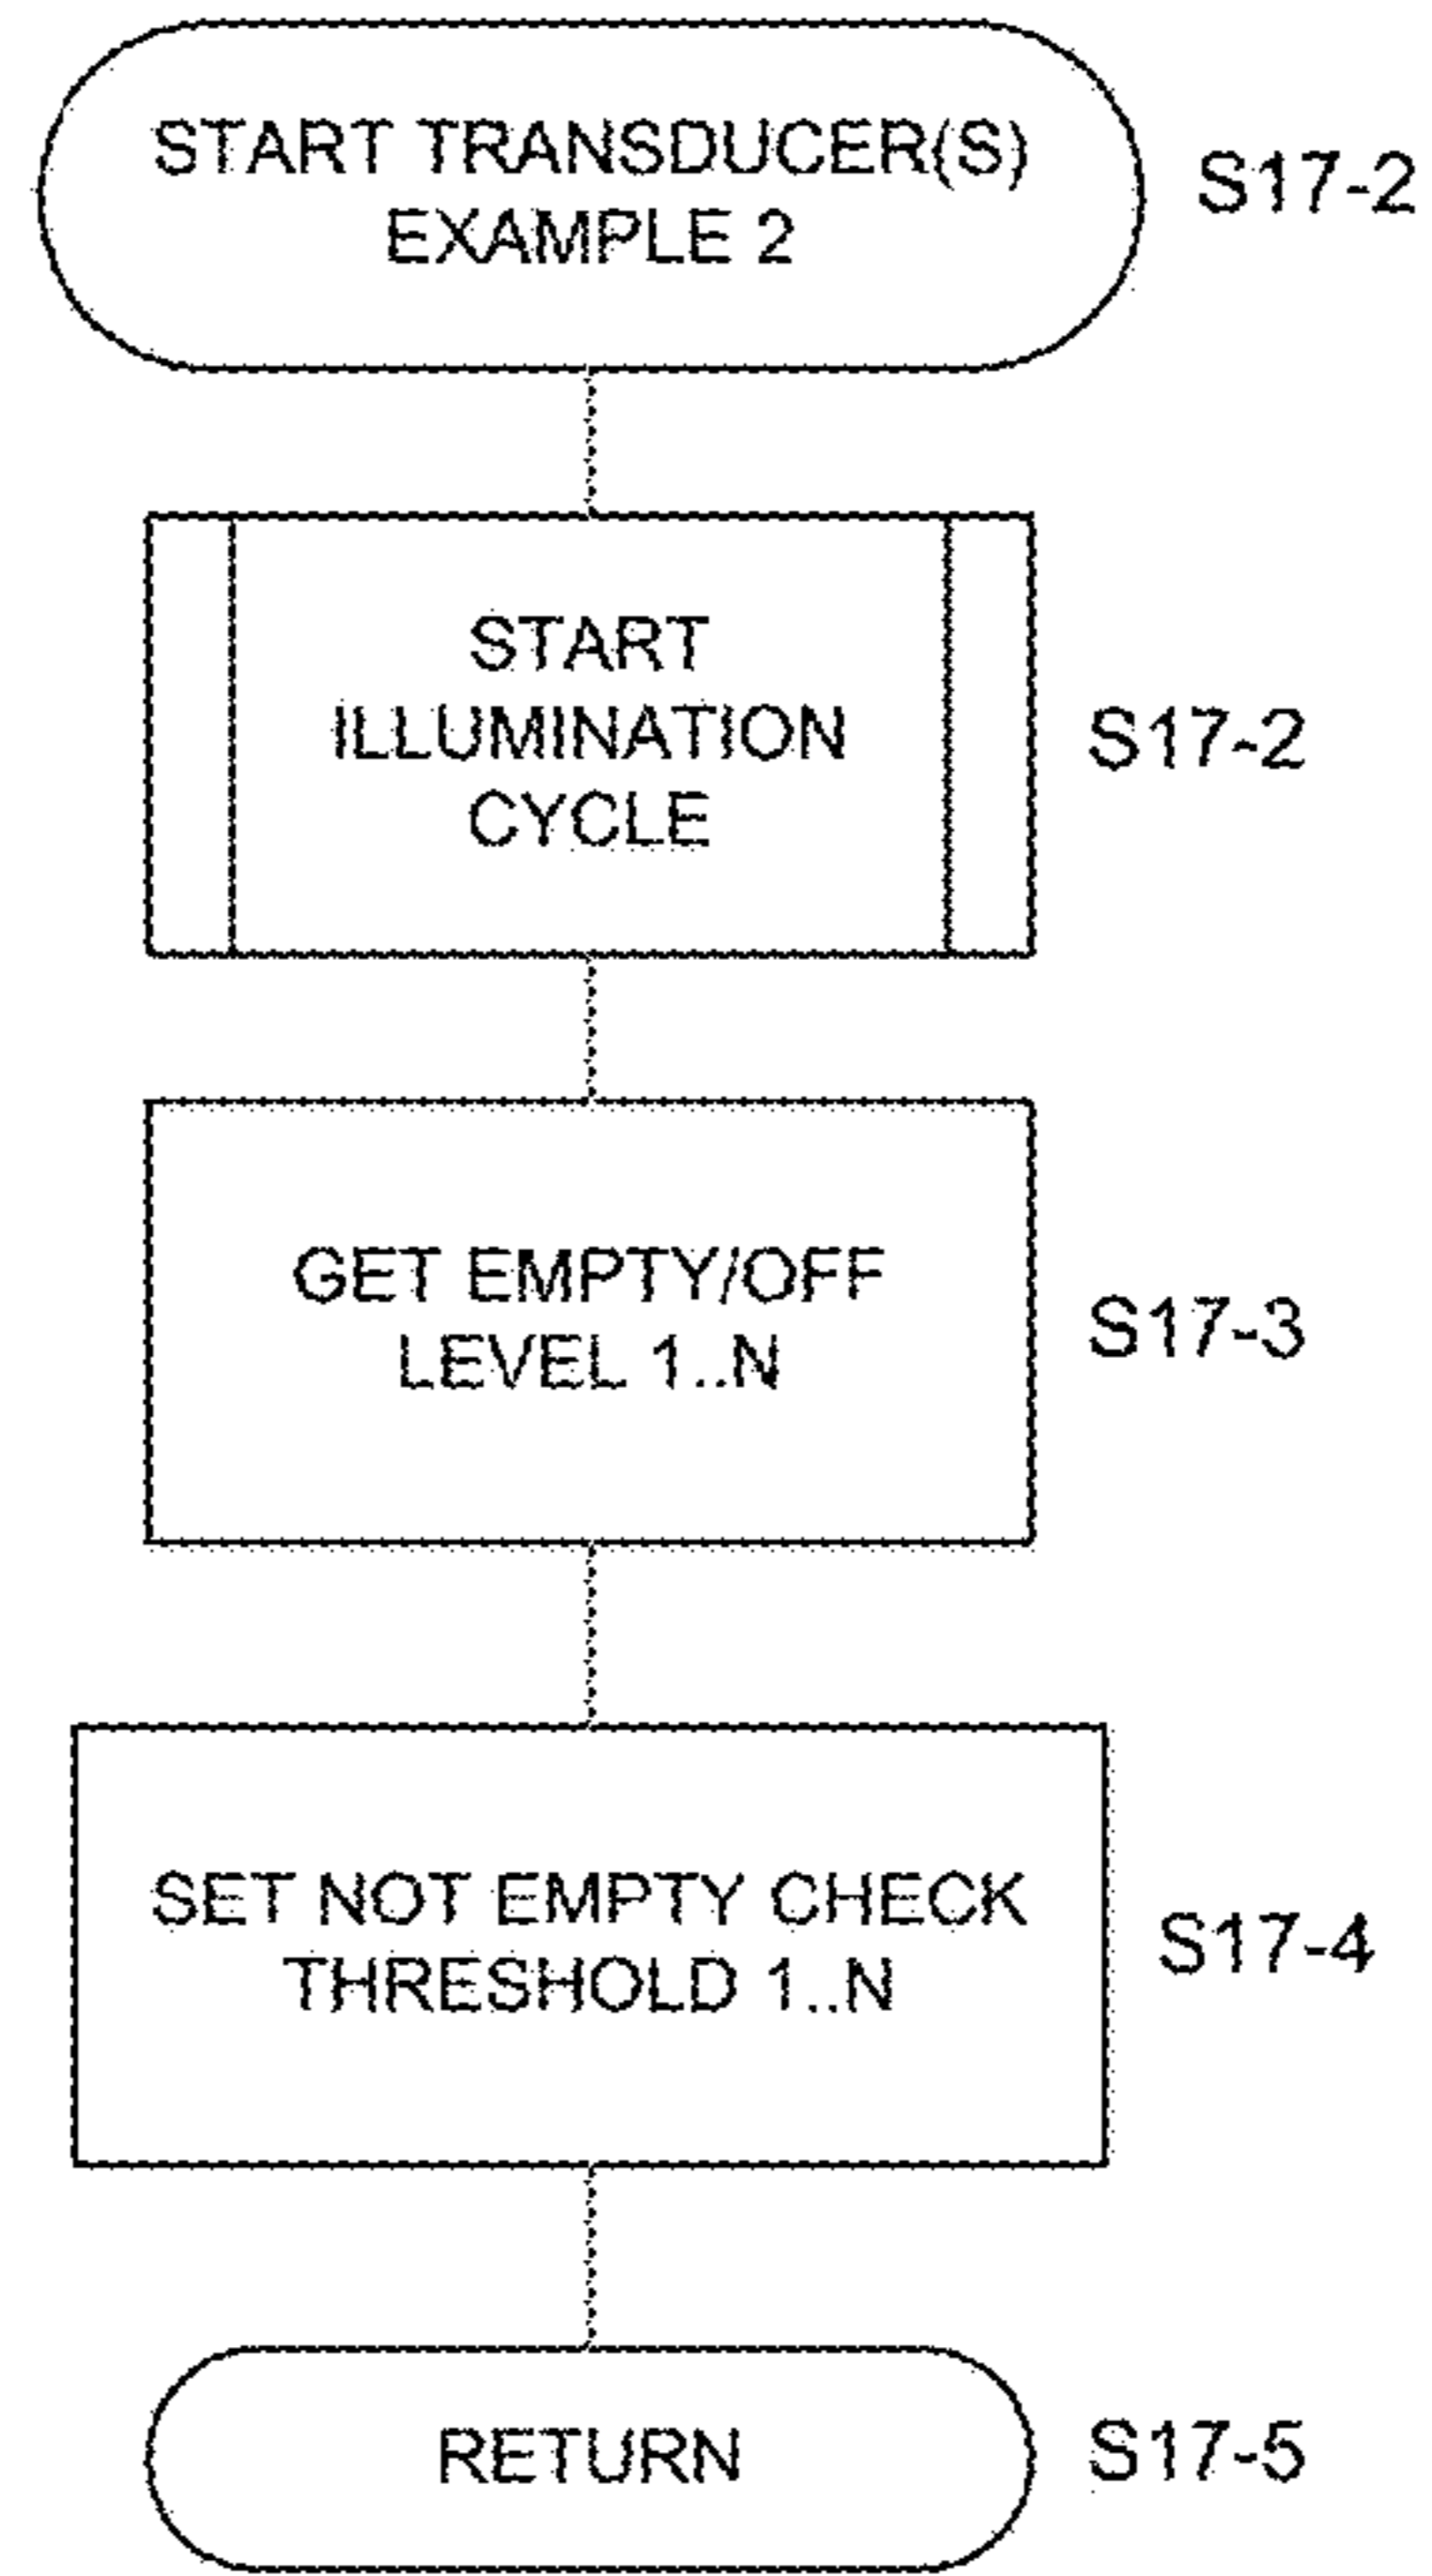 START TRANSDUCER(S)
EXAMPLE 2
S17-2
START
ILLUMINATION
CYCLE
S17-2
GET EMPTY/OFF
LEVEL 1..N
S17-3
SET NOT EMPTY CHECK
THRESHOLD 1..N
S17-4
RETURN
S17-5